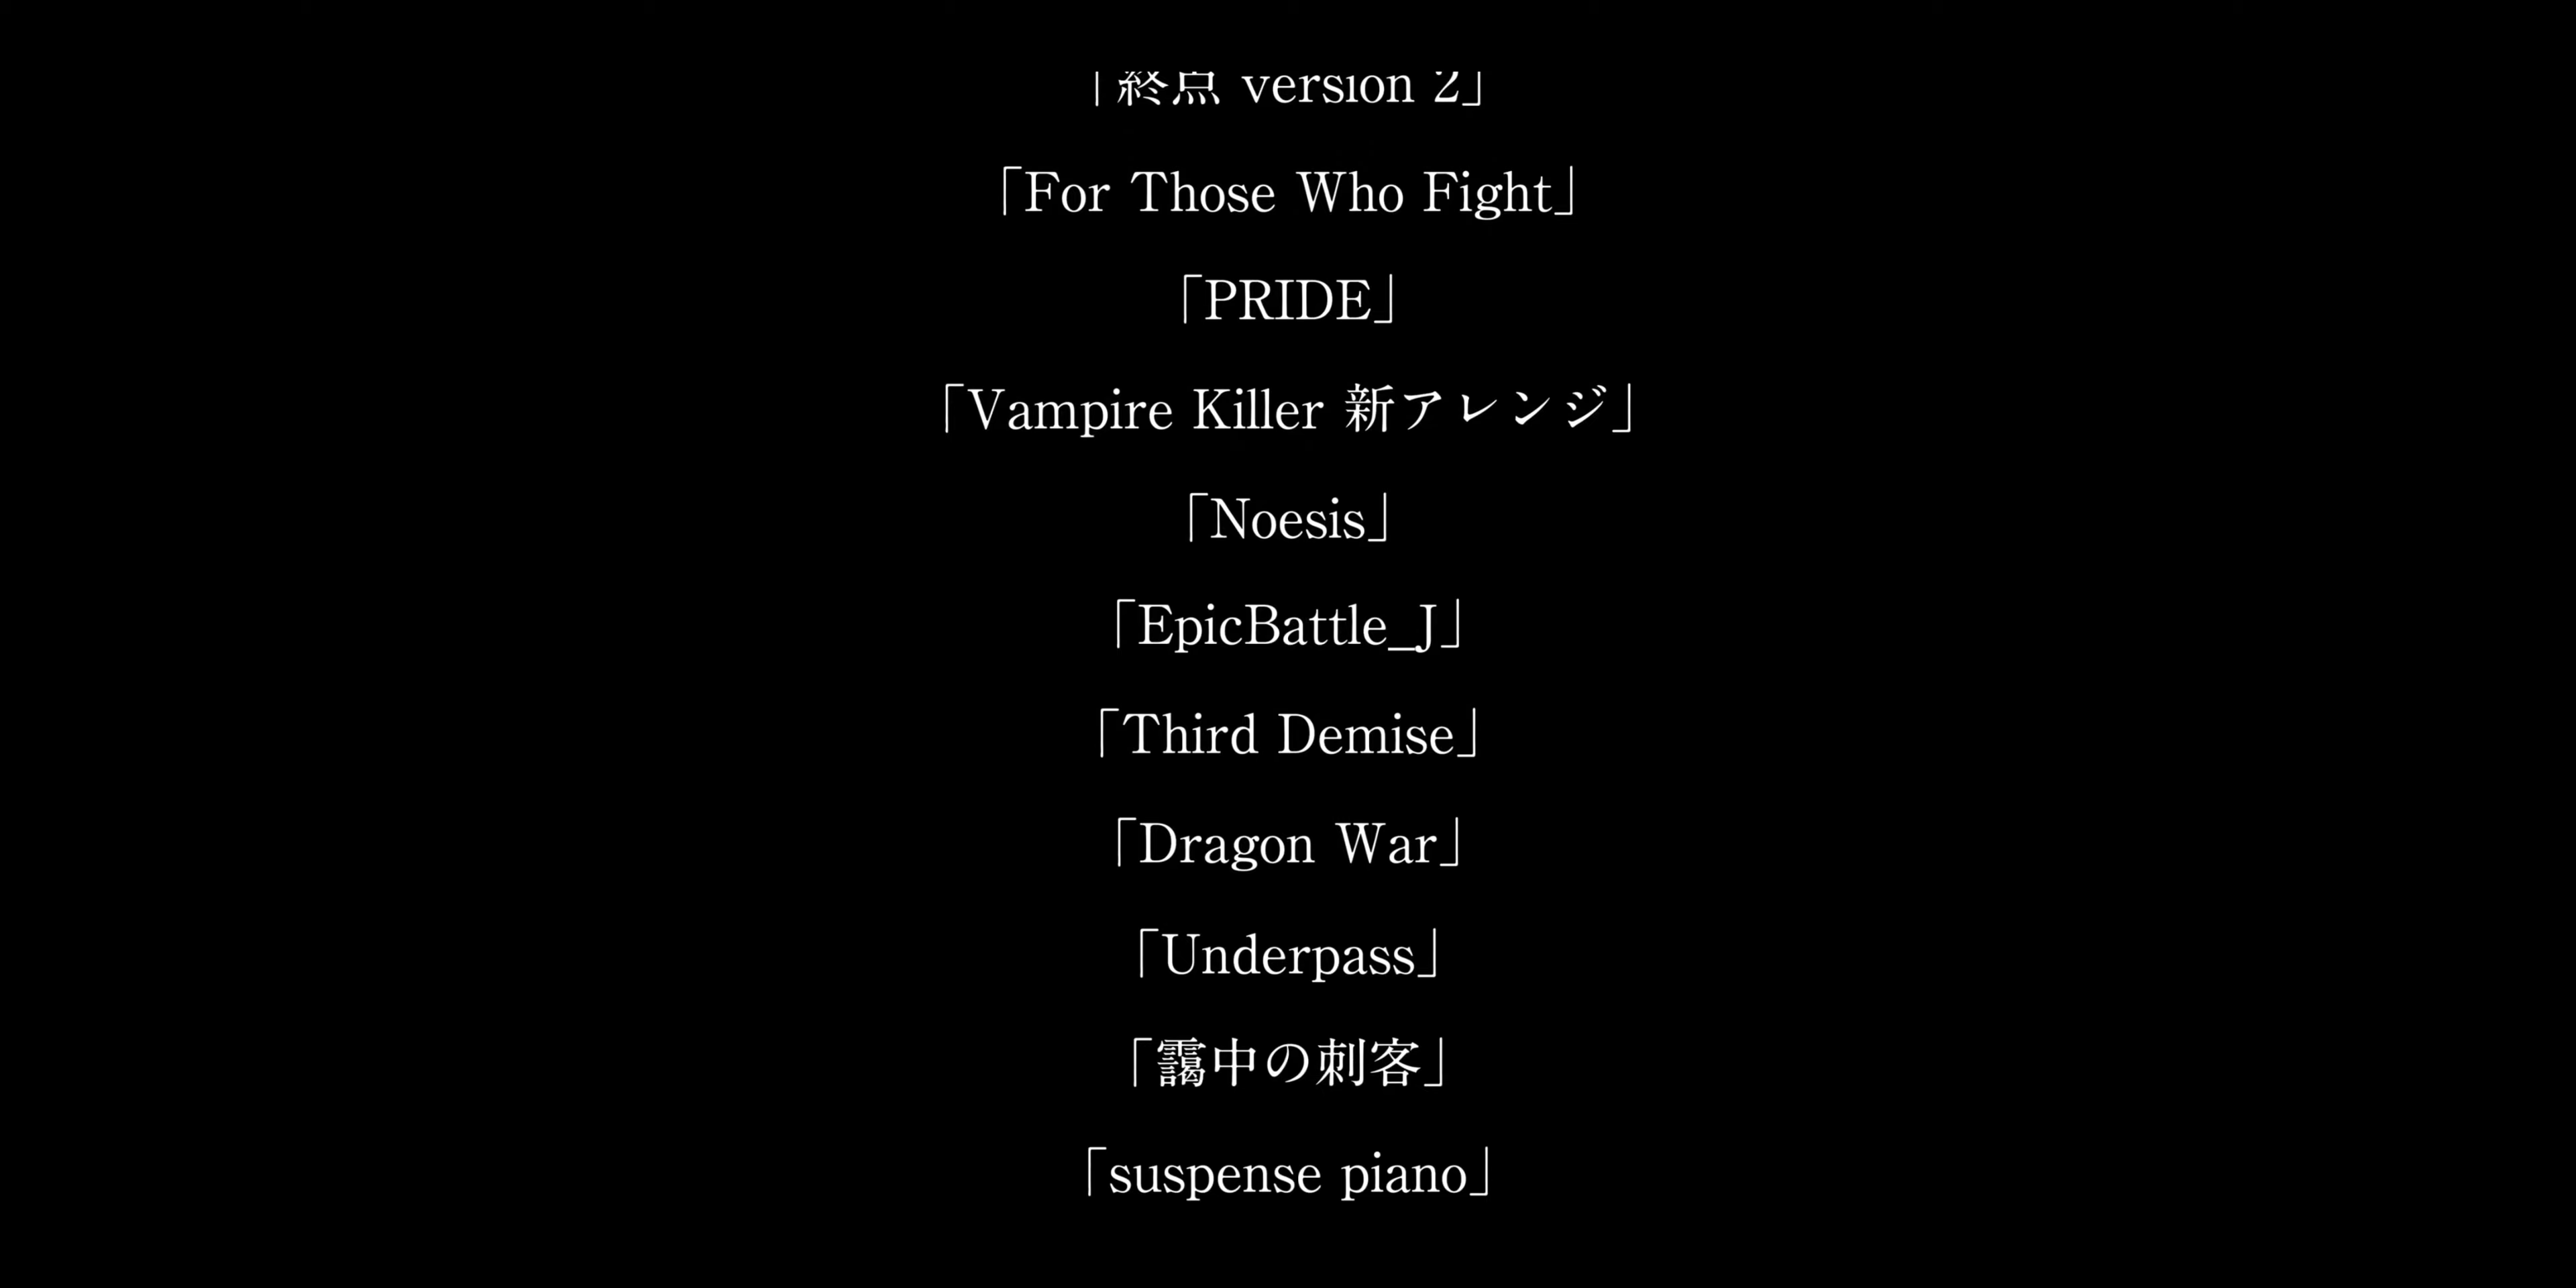 「終点 version 2」
「For Those Who Fight」
「PRIDE」
「Vampire Killer 新アレンジ」
「Noesis」
「EpicBattle_J」
「Third Demise」
「Dragon War」
「Underpass」
「靄中の刺客」
「suspense piano」